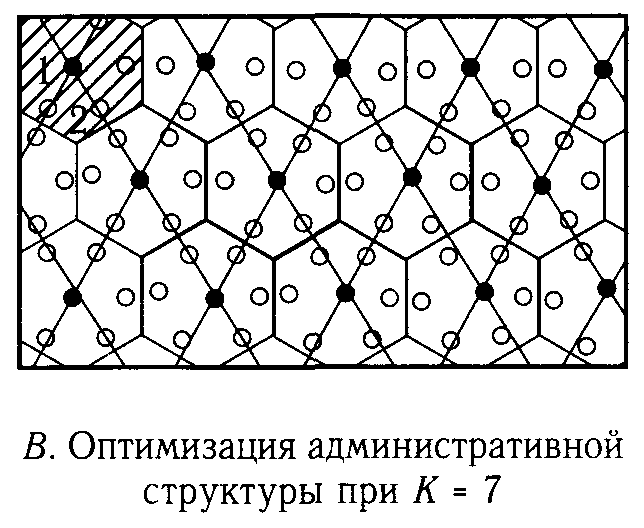 1
2
В. Оптимизация административной
структуры при K = 7